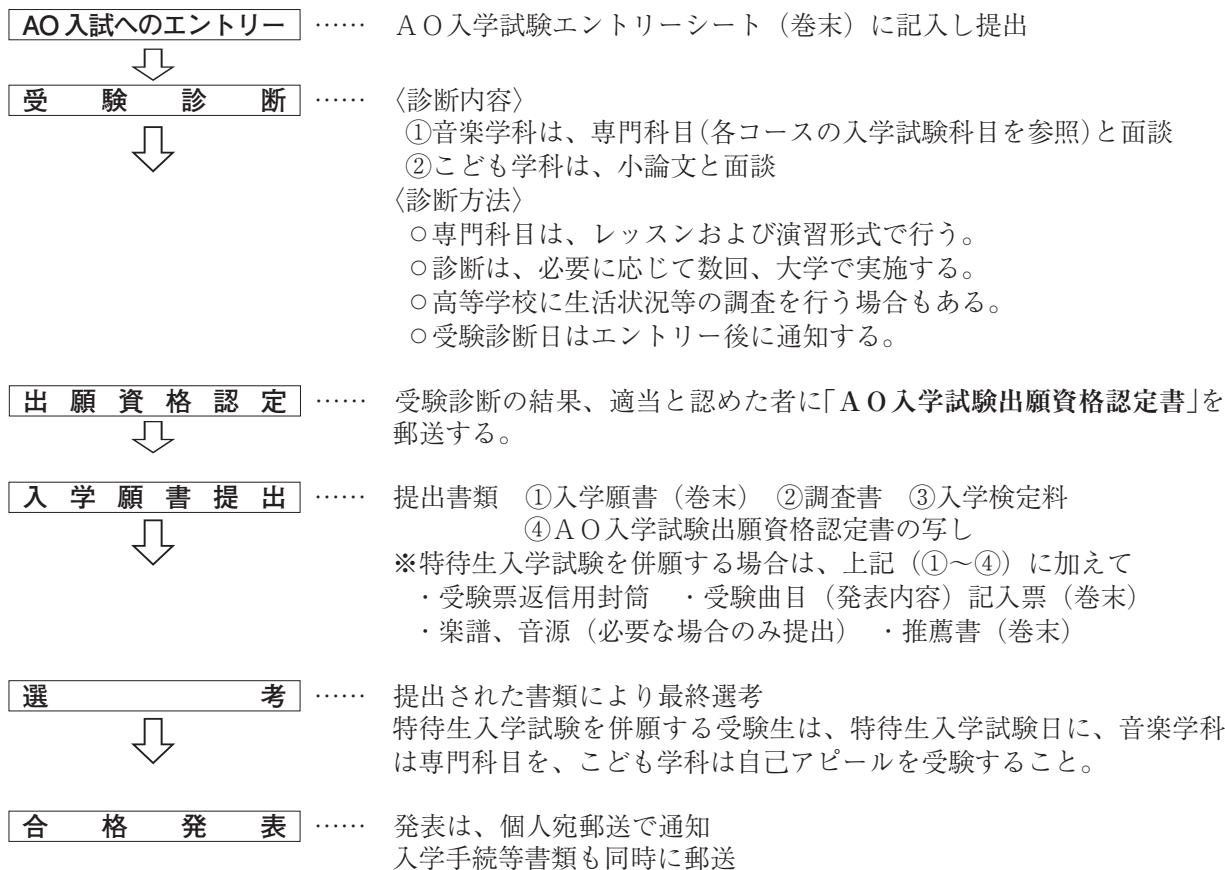 AO入試へのエントリー …… ＡＯ入学試験エントリーシート（巻末）に記入し提出
受験診断 …… 〈診断内容〉
①音楽学科は、専門科目(各コースの入学試験科目を参照)と面談
②こども学科は、小論文と面談
〈診断方法〉
○専門科目は、レッスンおよび演習形式で行う。
○診断は、必要に応じて数回、大学で実施する。
○高等学校に生活状況等の調査を行う場合もある。
○受験診断日はエントリー後に通知する。
出願資格認定 …… 受験診断の結果、適当と認めた者に「ＡＯ入学試験出願資格認定書」を
郵送する。
入学願書提出 …… 提出書類　①入学願書（巻末）　②調査書　③入学検定料
④ＡＯ入学試験出願資格認定書の写し
※特待生入学試験を併願する場合は、上記（①～④）に加えて
・受験票返信用封筒　・受験曲目（発表内容）記入票（巻末）
・楽譜、音源（必要な場合のみ提出）　・推薦書（巻末）
選考 …… 提出された書類により最終選考
特待生入学試験を併願する受験生は、特待生入学試験日に、音楽学科
は専門科目を、こども学科は自己アピールを受験すること。
合格発表 …… 発表は、個人宛郵送で通知
入学手続等書類も同時に郵送